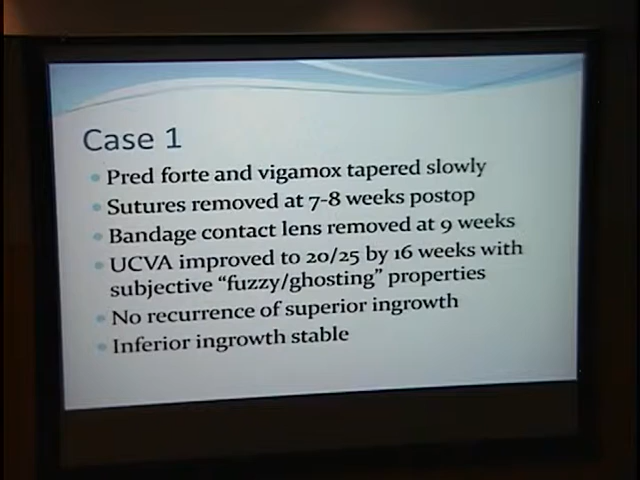 Case 1
Pred forte and vigamox tapered slowly
Sutures removed at 7-8 weeks postop
Bandage contact lens removed at 9 weeks
UCVA improved to 20/25 by 16 weeks with
subjective “fuzzy/ghosting” properties
No recurrence of superior ingrowth
Inferior ingrowth stable